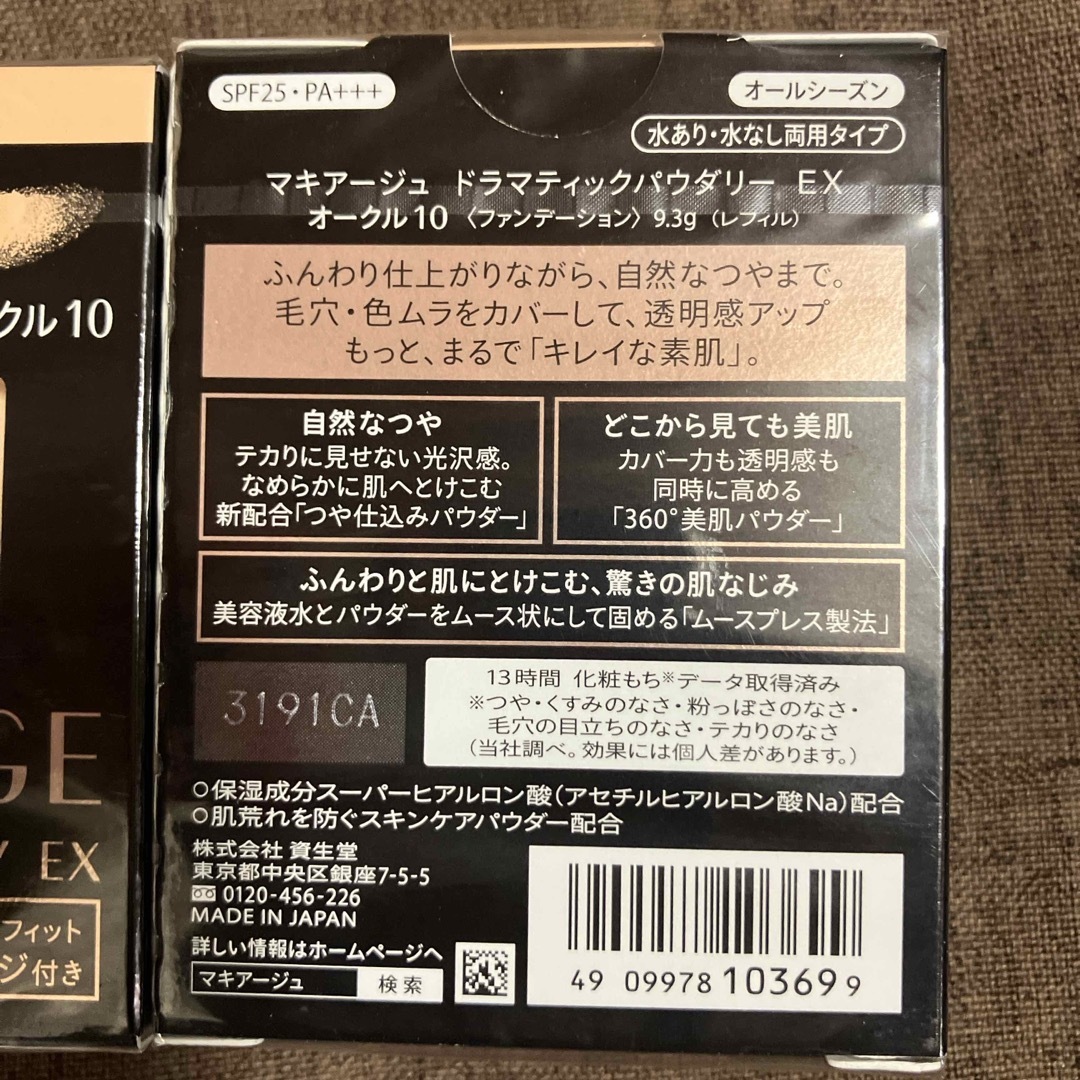 クル10
GE
EX
フィット
ジ付き
SPF25・PA+++
オールシーズン
水あり・水なし両用タイプ
マキアージュ ドラマティックパウダリー EX
オークル10 〈ファンデーション〉 9.3g (レフィル)
ふんわり仕上がりながら、自然なつやまで。
毛穴・色ムラをカバーして、透明感アップ
もっと、まるで「キレイな素肌」。
自然なつや
テカりに見せない光沢感。
なめらかに肌へとけこむ
新配合「つや仕込みパウダー」
どこから見ても美肌
カバー力も透明感も
同時に高める
「360°美肌パウダー」
ふんわりと肌にとけこむ、驚きの肌なじみ
美容液水とパウダーをムース状にして固める「ムースプレス製法」
3191CA
13時間 化粧もち※データ取得済み
※つや・くすみのなさ・粉っぽさのなさ・
毛穴の目立ちのなさ・テカりのなさ
(当社調べ。効果には個人差があります。)
○保湿成分スーパーヒアルロン酸(アセチルヒアルロン酸Na)配合
○肌荒れを防ぐスキンケアパウダー配合
株式会社 資生堂
東京都中央区銀座7-5-5
0120-456-226
MADE IN JAPAN
詳しい情報はホームページへ
マキアージュ 検索
49 09978 103699